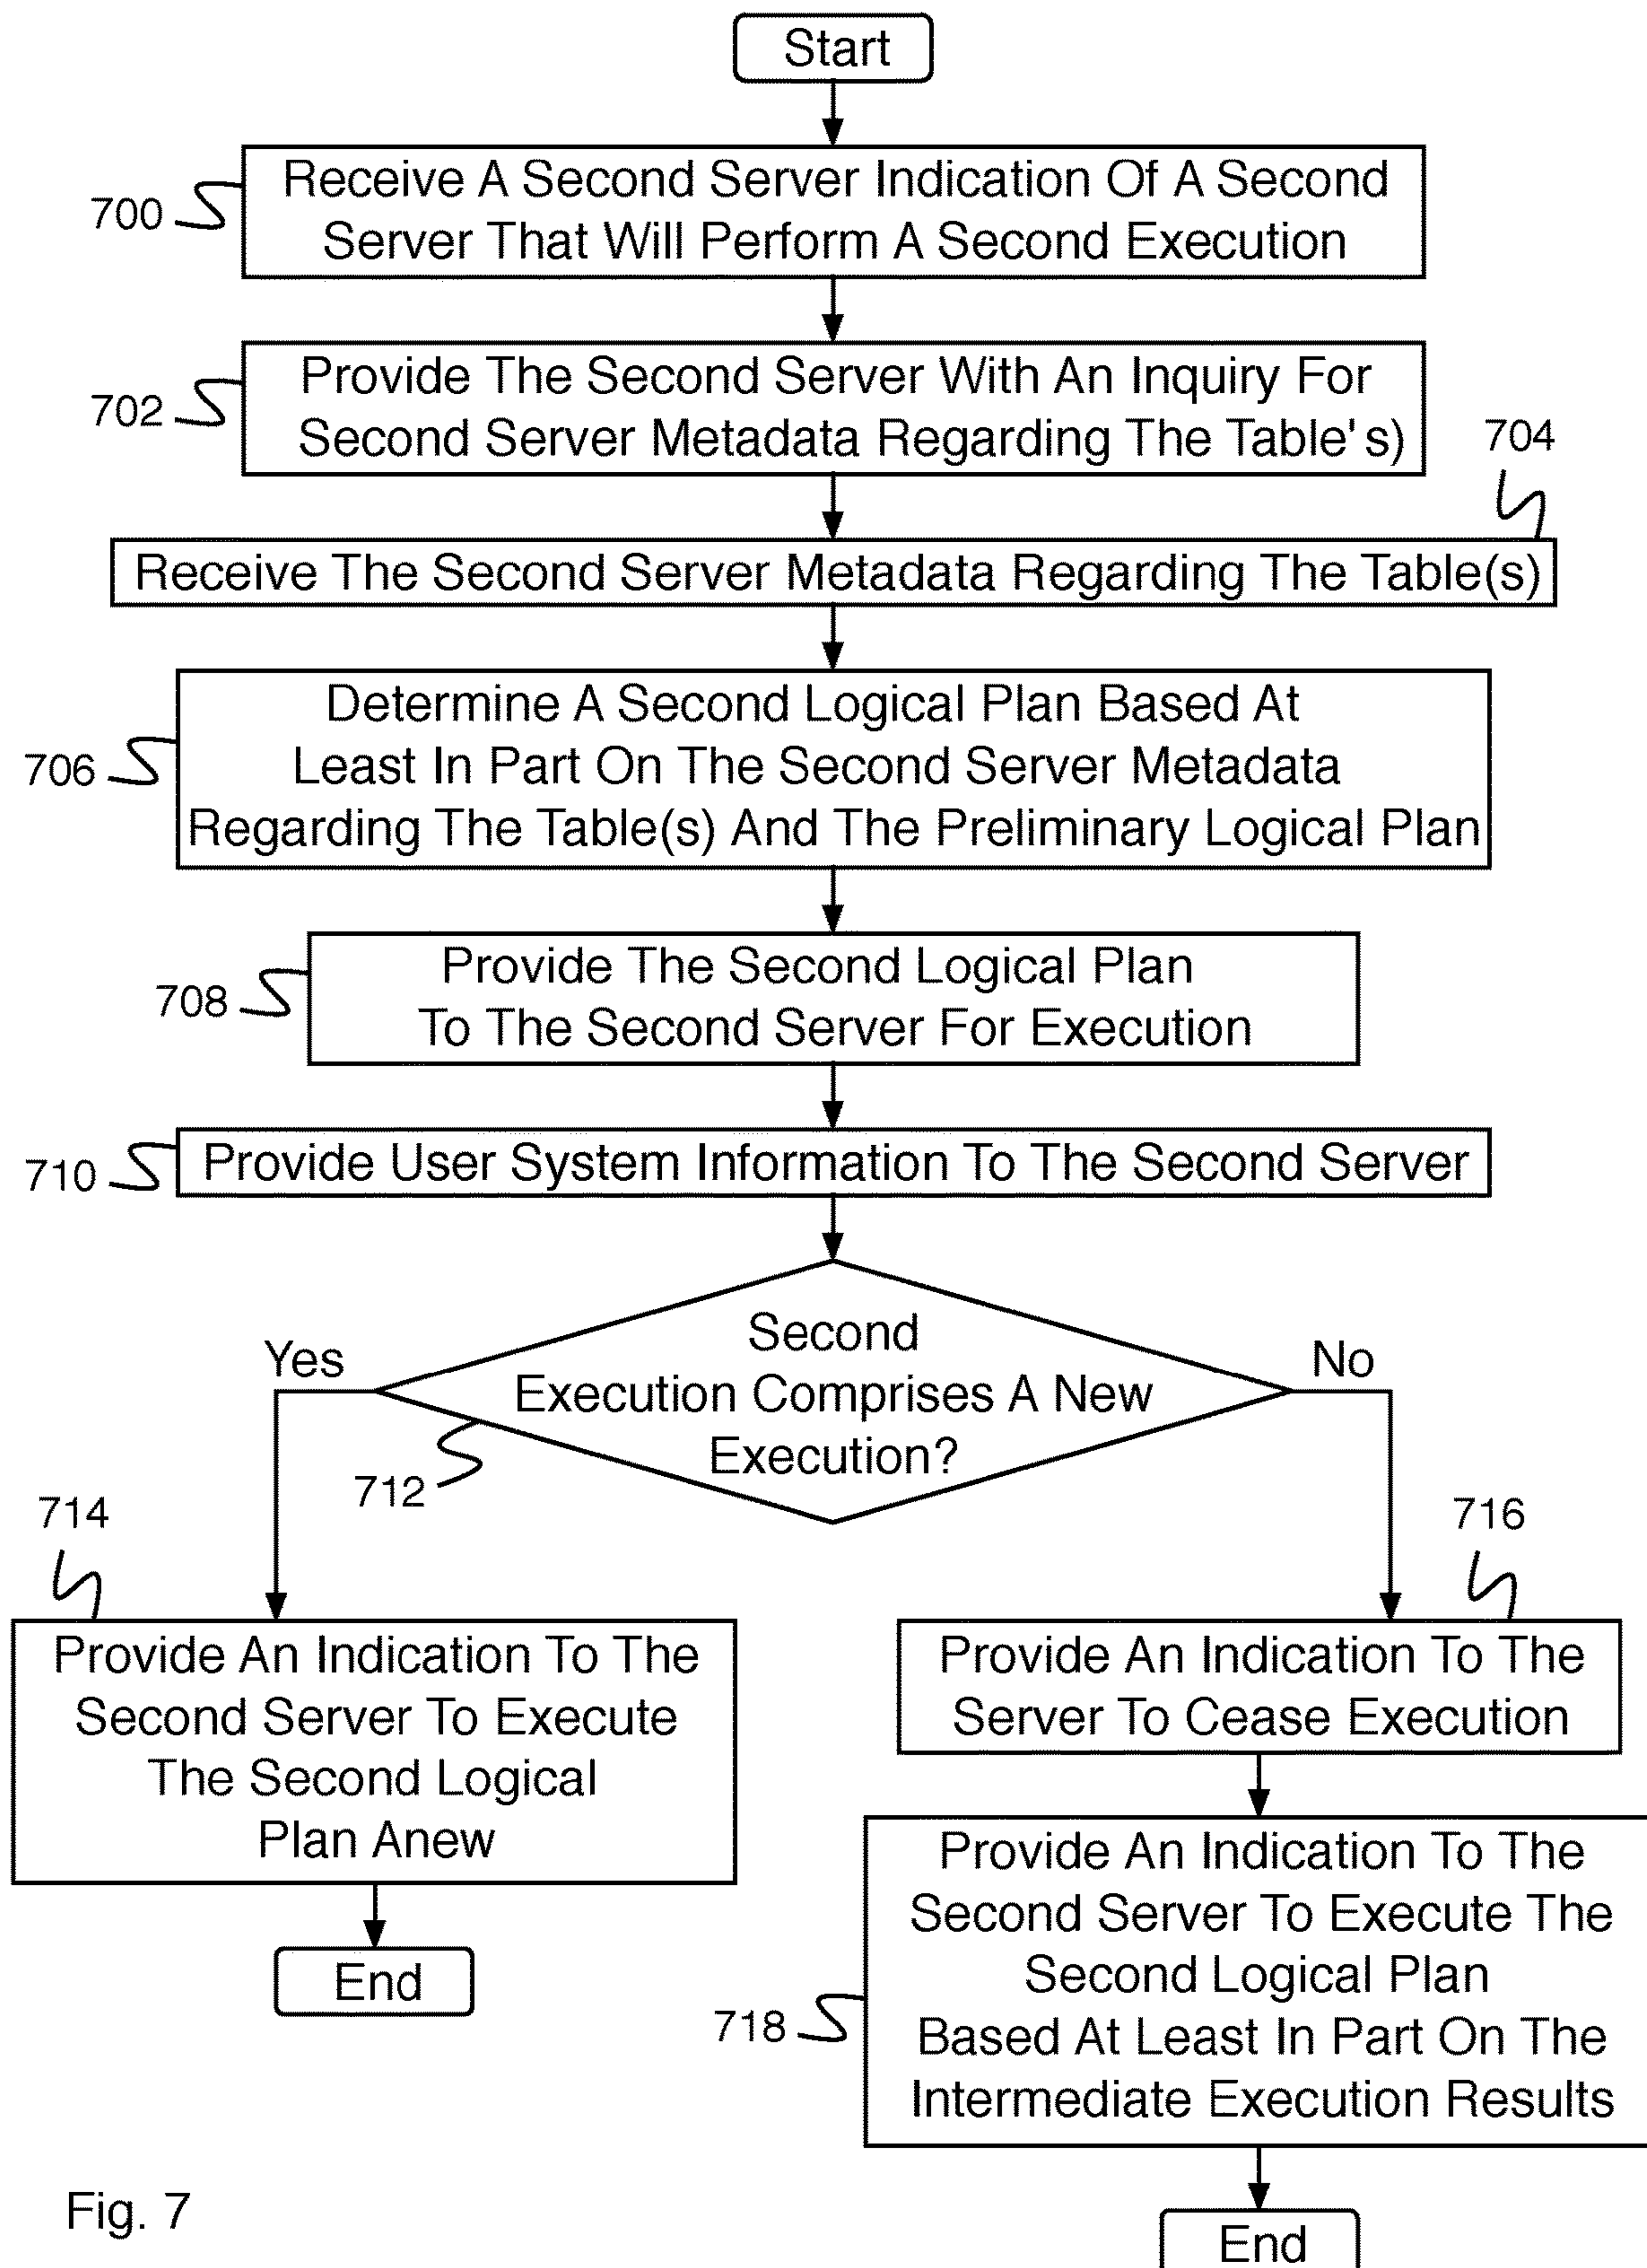 Start
700
Receive A Second Server Indication Of A Second
Server That Will Perform A Second Execution
702
Provide The Second Server With An Inquiry For
Second Server Metadata Regarding The Table's)
704
Receive The Second Server Metadata Regarding The Table(s)
706
Determine A Second Logical Plan Based At
Least In Part On The Second Server Metadata
Regarding The Table(s) And The Preliminary Logical Plan
708
Provide The Second Logical Plan
To The Second Server For Execution
710
Provide User System Information To The Second Server
Second
Execution Comprises A New
Execution?
Yes
No
712
714
Provide An Indication To The
Second Server To Execute
The Second Logical
Plan Anew
End
716
Provide An Indication To The
Server To Cease Execution
718
Provide An Indication To The
Second Server To Execute The
Second Logical Plan
Based At Least In Part On The
Intermediate Execution Results
End
Fig. 7